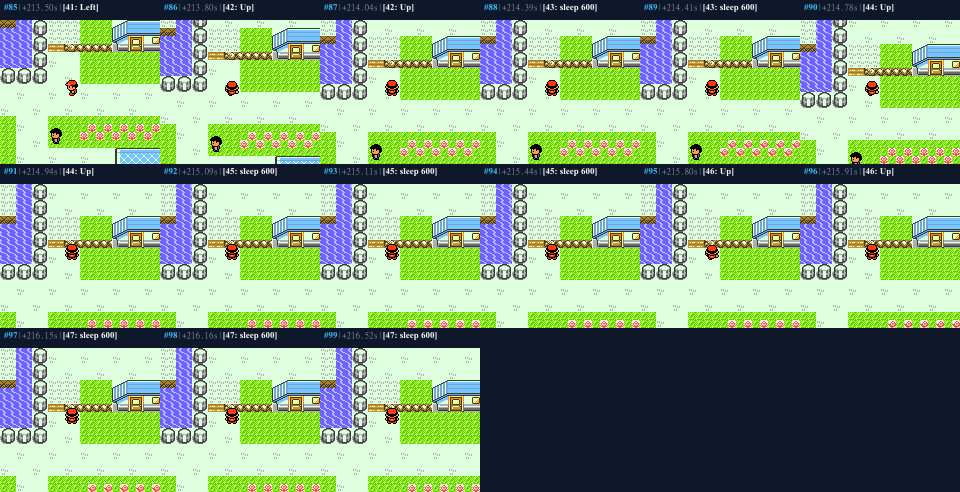 #85|+213.50s|[41: Left]
#86|+213.80s|[42: Up]
#87|+214.04s|[42: Up]
#88|+214.39s|[43: sleep 600]
#89|+214.41s|[43: sleep 600]
#90|+214.78s|[44: Up]
#91|+214.94s|[44: Up]
#92|+215.09s|[45: sleep 600]
#93|+215.11s|[45: sleep 600]
#94|+215.44s|[45: sleep 600]
#95|+215.80s|[46: Up]
#96|+215.91s|[46: Up]
#97|+216.15s|[47: sleep 600]
#98|+216.16s|[47: sleep 600]
#99|+216.52s|[47: sleep 600]